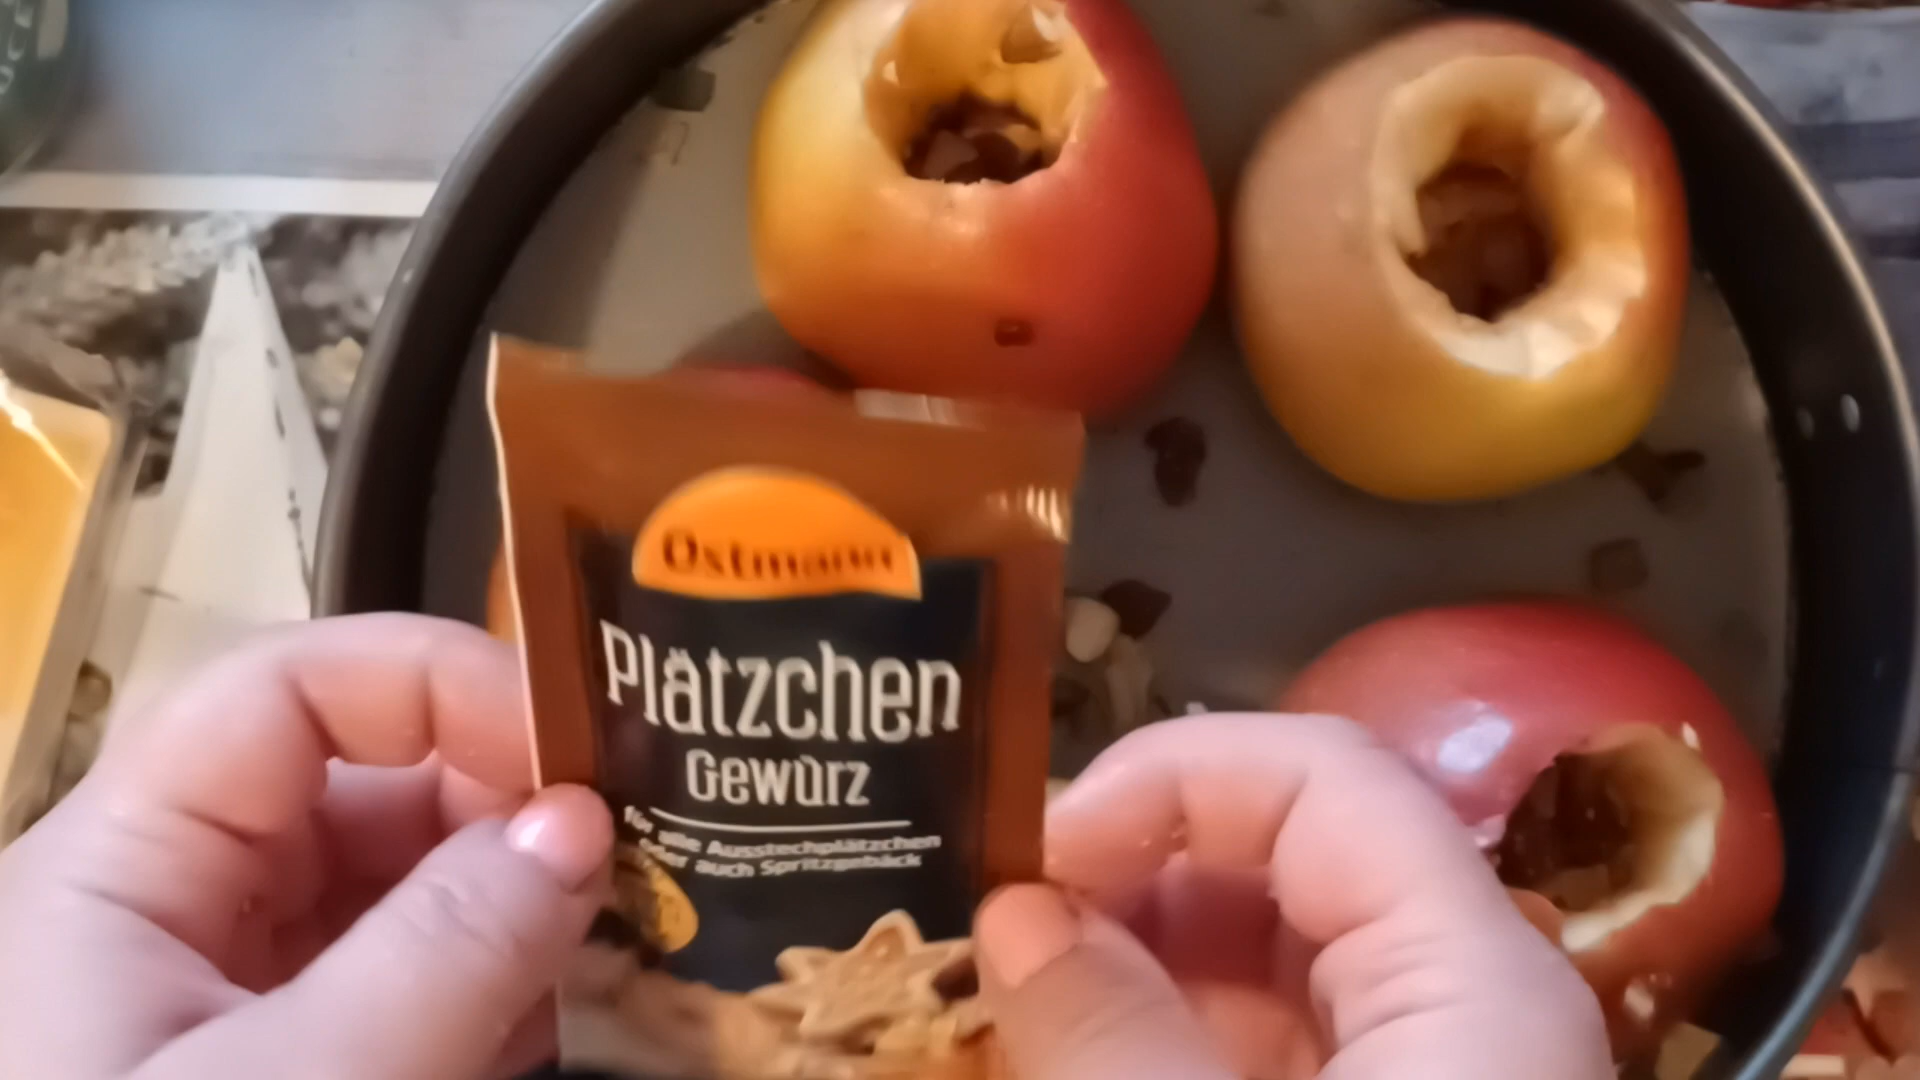 Ostmann
Plätzchen
Gewürz
für alle Ausstechplätzchen
oder auch Spritzgebäck